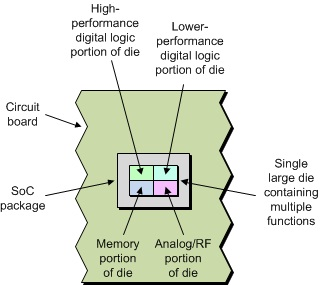 High-
performance
digital logic
portion of die
Lower-
performance
digital logic
portion of die
Circuit
board
SoC
package
Single
large die
containing
multiple
functions
Memory
portion
of die
Analog/RF
portion
of die